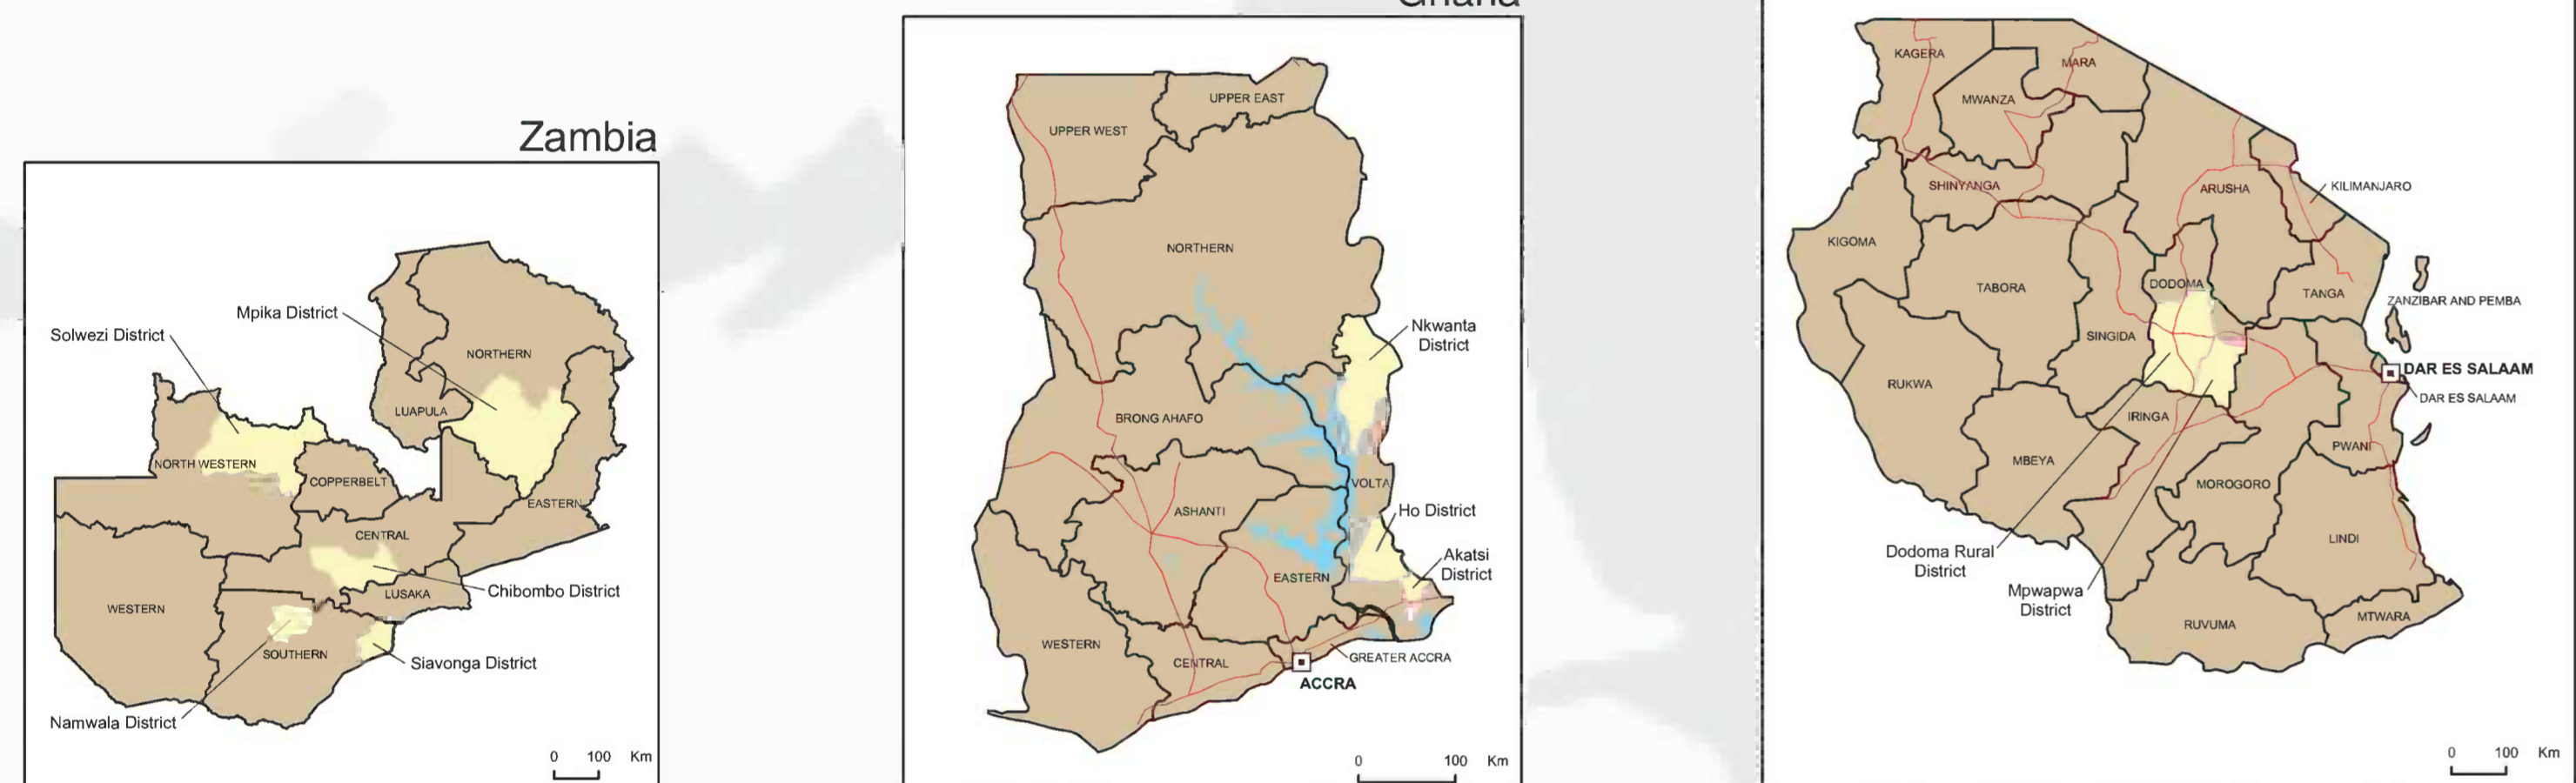 Zambia
Mpika District
Solwezi District
NORTHERN
LUAPULA
NORTH WESTERN
COPPERBELT
EASTERN
CENTRAL
Chibombo District
LUSAKA
WESTERN
SOUTHERN
Siavonga District
Namwala District
0 100 Km
Ghana
UPPER EAST
UPPER WEST
NORTHERN
Nkwanta
District
BRONG AHAFO
VOLTA
ASHANTI
Ho District
Akatsi
District
EASTERN
WESTERN
CENTRAL
GREATER ACCRA
ACCRA
0 100 Km
KAGERA
MARA
MWANZA
SHINYANGA
ARUSHA
KILIMANJARO
KIGOMA
TABORA
DODOMA
TANGA
ZANZIBAR AND PEMBA
SINGIDA
DAR ES SALAAM
DAR ES SALAAM
RUKWA
IRINGA
PWANI
MBEYA
MOROGORO
LINDI
Dodoma Rural
District
Mpwapwa
District
RUVUMA
MTWARA
0 100 Km